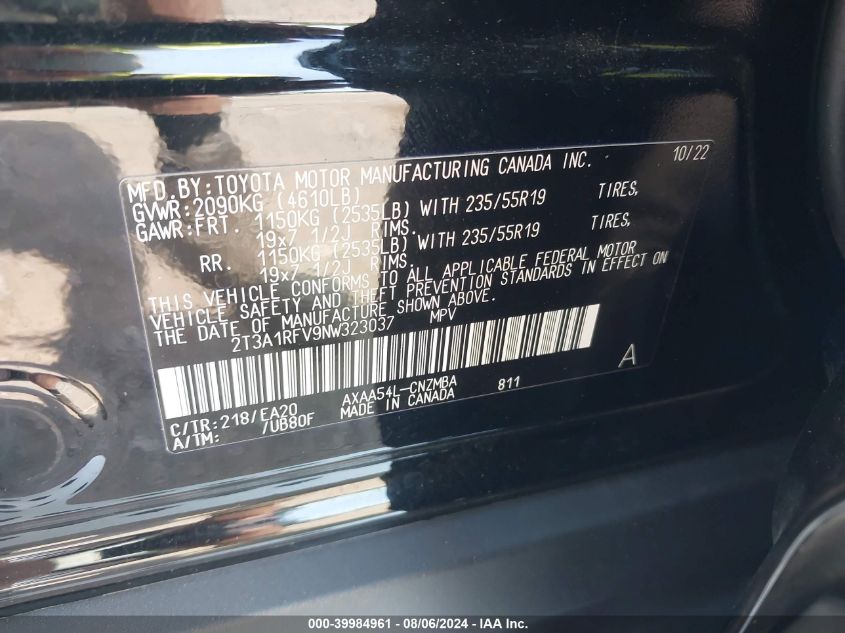 10/22
MFD.BY:TOYOTA MOTOR MANUFACTURING CANADA INC.
GVWR:2090KG (4610LB)
GAWR:FRT. 1150KG (2535LB) WITH 235/55R19 TIRES,
19x7 1/2J RIMS.
RR. 1150KG (2535LB) WITH 235/55R19 TIRES,
19x7 1/2J RIMS.
THIS VEHICLE CONFORMS TO ALL APPLICABLE FEDERAL MOTOR
VEHICLE SAFETY AND THEFT PREVENTION STANDARDS IN EFFECT ON
THE DATE OF MANUFACTURE SHOWN ABOVE.
2T3A1RFV9NW323037 MPV
A
C/TR:218/EA20 AXAA54L-CNZMBA 811
A/TM: /UB80F MADE IN CANADA
000-39984961 - 08/06/2024 - IAA Inc.